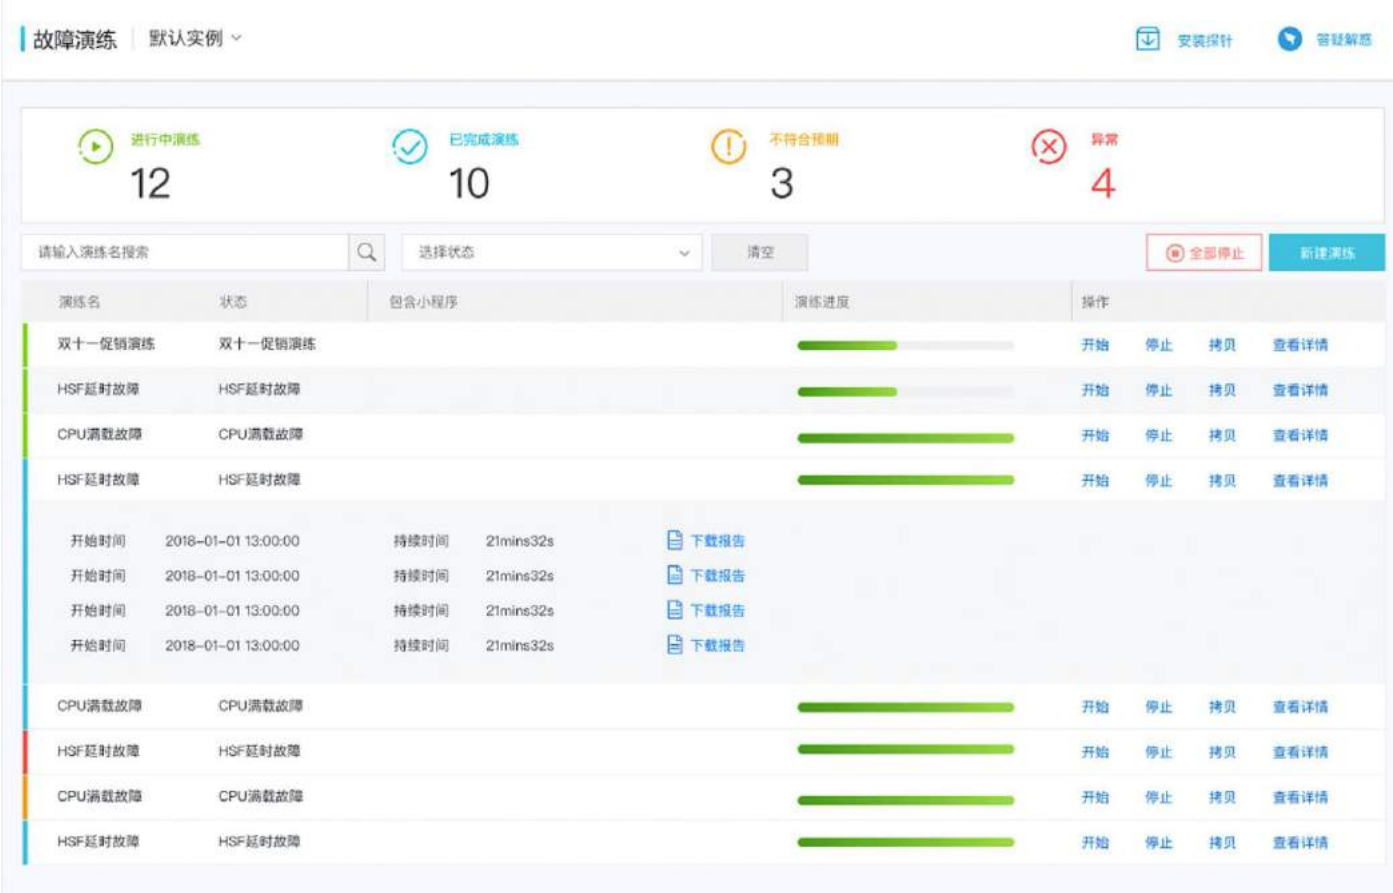 故障演练 默认实例 安装探针 答疑解惑
进行中演练 已完成演练 不符合预期 异常
12 10 3 4
请输入演练名搜索 选择状态 清空 全部停止 新建演练
演练名 状态 包含小程序 演练进度 操作
双十一促销演练 双十一促销演练 开始 停止 拷贝 查看详情
HSF延时故障 HSF延时故障 开始 停止 拷贝 查看详情
CPU满载故障 CPU满载故障 开始 停止 拷贝 查看详情
HSF延时故障 HSF延时故障 开始 停止 拷贝 查看详情
开始时间 2018-01-01 13:00:00 持续时间 21mins32s 下载报告
开始时间 2018-01-01 13:00:00 持续时间 21mins32s 下载报告
开始时间 2018-01-01 13:00:00 持续时间 21mins32s 下载报告
开始时间 2018-01-01 13:00:00 持续时间 21mins32s 下载报告
CPU满载故障 CPU满载故障 开始 停止 拷贝 查看详情
HSF延时故障 HSF延时故障 开始 停止 拷贝 查看详情
CPU满载故障 CPU满载故障 开始 停止 拷贝 查看详情
HSF延时故障 HSF延时故障 开始 停止 拷贝 查看详情